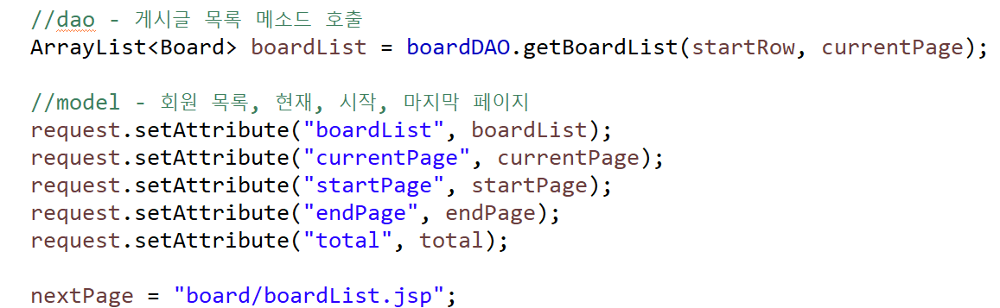 //dao - 게시글 목록 메소드 호출
ArrayList<Board> boardList = boardDAO.getBoardList(startRow, currentPage);
//model - 회원 목록, 현재, 시작, 마지막 페이지
request.setAttribute("boardList", boardList);
request.setAttribute("currentPage", currentPage);
request.setAttribute("startPage", startPage);
request.setAttribute("endPage", endPage);
request.setAttribute("total", total);
nextPage = "board/boardList.jsp";